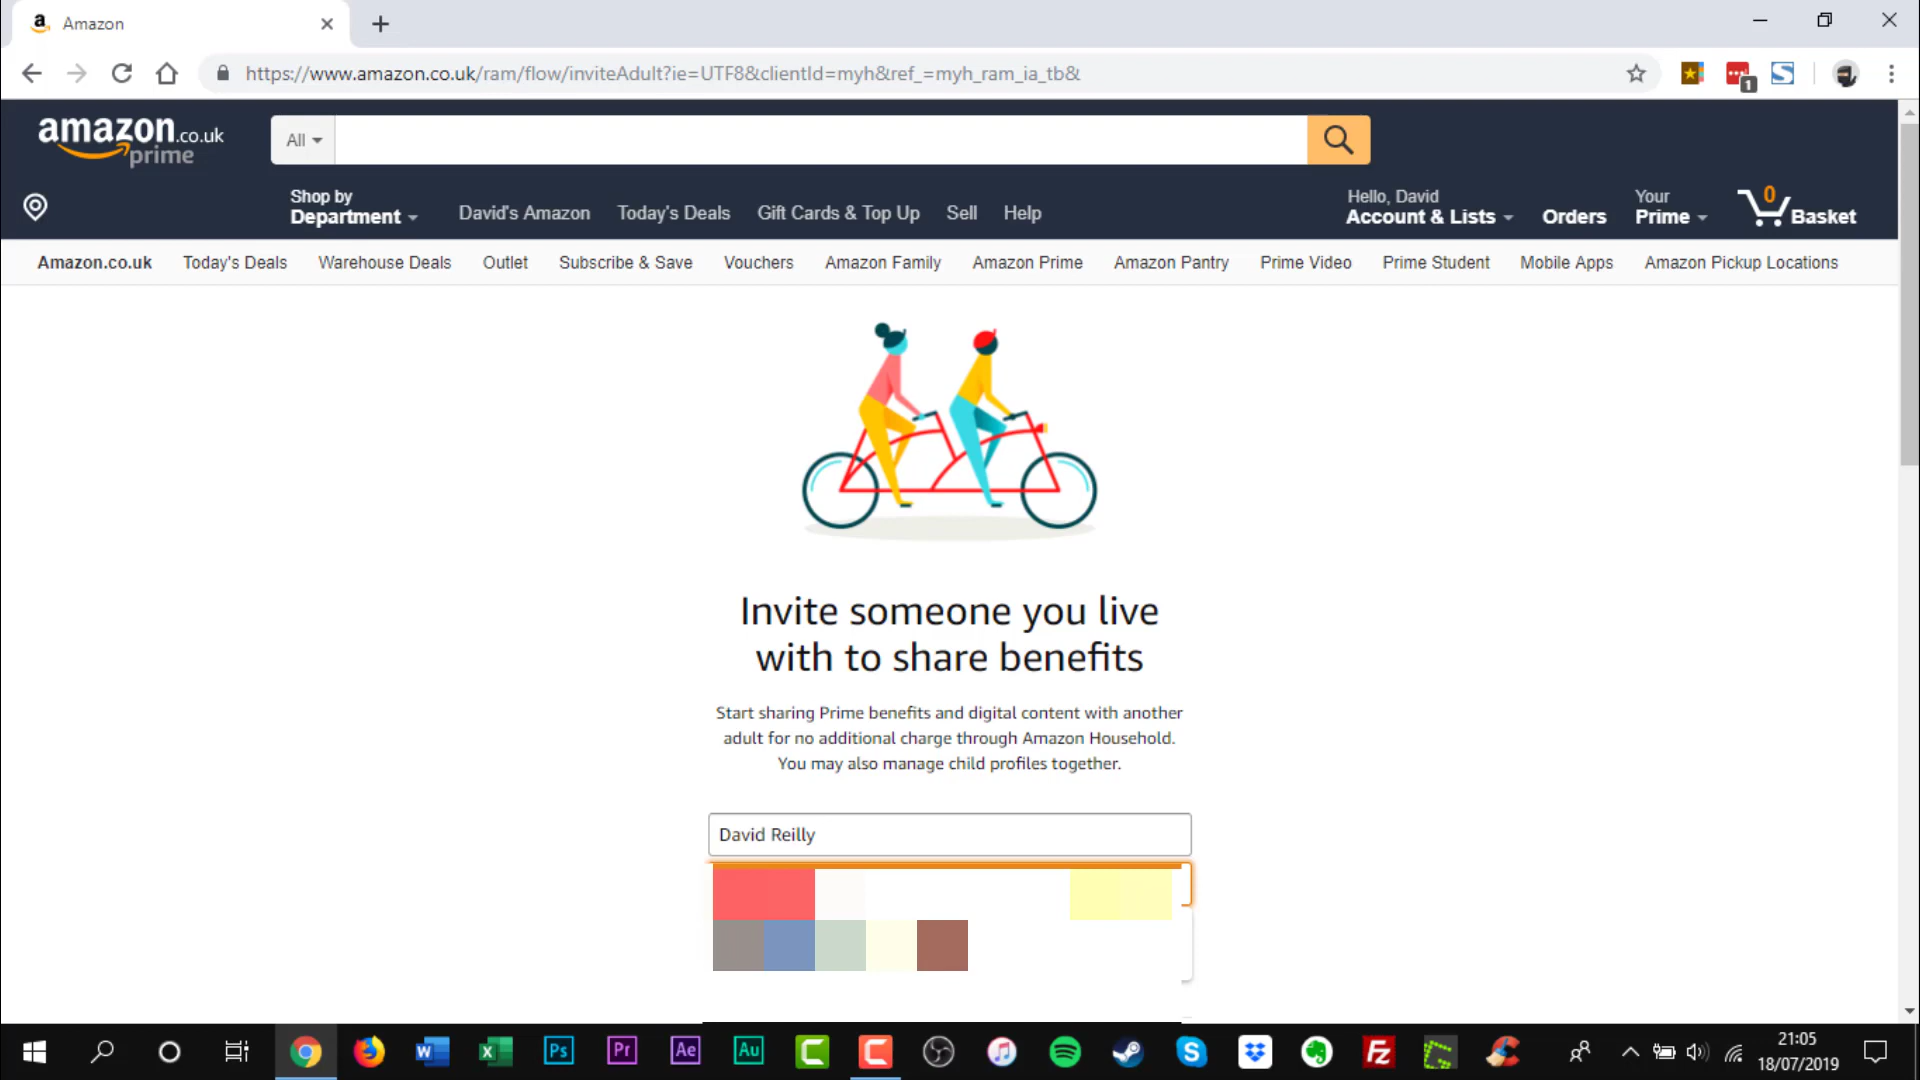 Amazon
https://www.amazon.co.uk/ram/flow/inviteAdult?ie=UTF8&clientId=myh&ref_=myh_ram_ia_tb&
1
amazon.co.uk
prime
All
Shop by
Department
David's Amazon
Today's Deals
Gift Cards & Top Up
Sell
Help
Hello, David
Account & Lists
Orders
Your
Prime
0
Basket
Amazon.co.uk
Today's Deals
Warehouse Deals
Outlet
Subscribe & Save
Vouchers
Amazon Family
Amazon Prime
Amazon Pantry
Prime Video
Prime Student
Mobile Apps
Amazon Pickup Locations
Invite someone you live
with to share benefits
Start sharing Prime benefits and digital content with another
adult for no additional charge through Amazon Household.
You may also manage child profiles together.
David Reilly
Ps
Pr
Ae
Au
21:05
18/07/2019